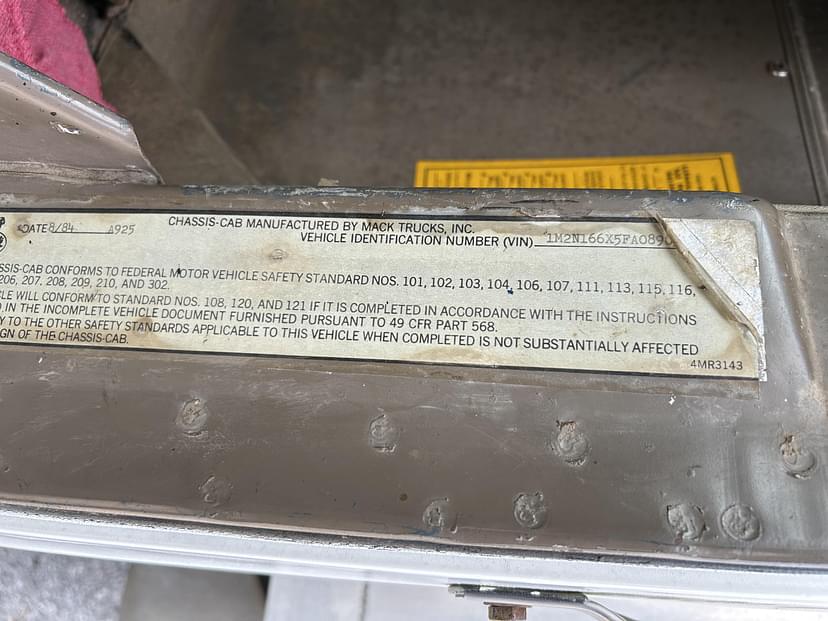 DATE 8/84 A925
CHASSIS-CAB MANUFACTURED BY MACK TRUCKS, INC.
VEHICLE IDENTIFICATION NUMBER (VIN) 1M2N166X5FA089
SSIS-CAB CONFORMS TO FEDERAL MOTOR VEHICLE SAFETY STANDARD NOS. 101, 102, 103, 104, 106, 107, 111, 113, 115, 116,
206, 207, 208, 209, 210, AND 302.
CLE WILL CONFORM TO STANDARD NOS. 108, 120, AND 121 IF IT IS COMPLETED IN ACCORDANCE WITH THE INSTRUCTIONS
D IN THE INCOMPLETE VEHICLE DOCUMENT FURNISHED PURSUANT TO 49 CFR PART 568.
Y TO THE OTHER SAFETY STANDARDS APPLICABLE TO THIS VEHICLE WHEN COMPLETED IS NOT SUBSTANTIALLY AFFECTED
IGN OF THE CHASSIS-CAB.
4MR3143